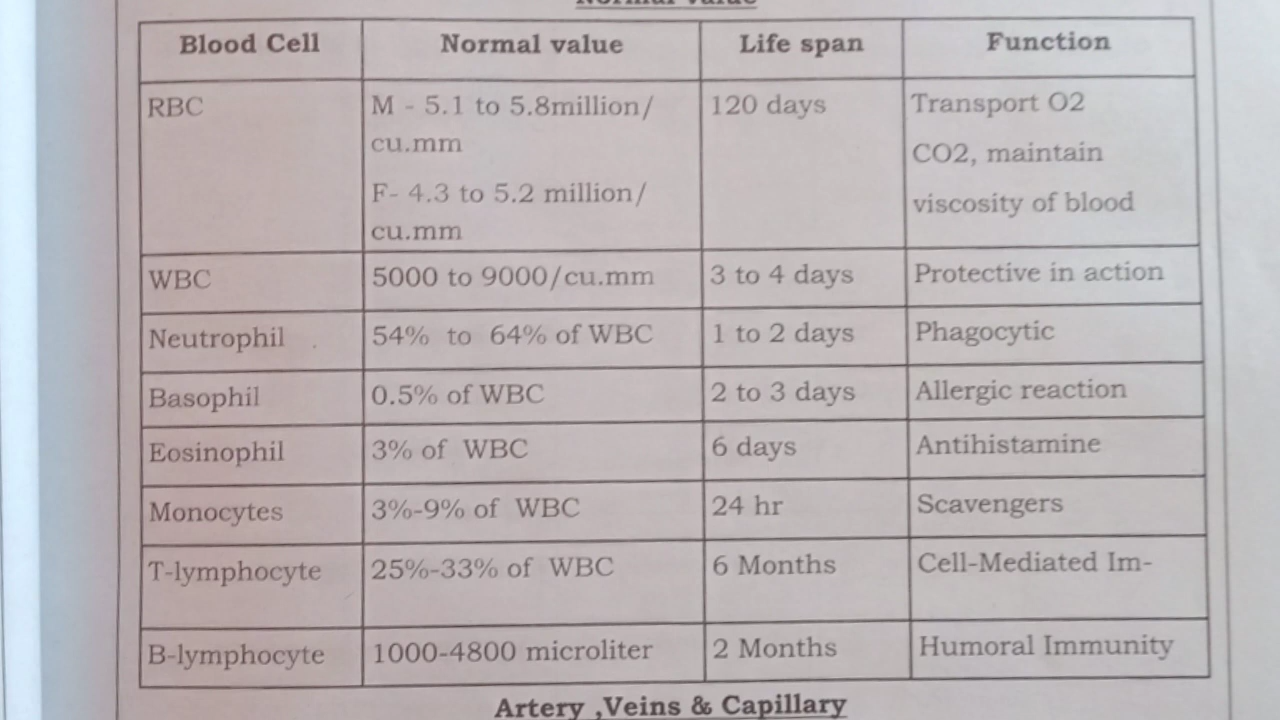 Normal value
Blood Cell Normal value Life span Function
RBC M - 5.1 to 5.8million/ 120 days Transport O2
cu.mm CO2, maintain
F- 4.3 to 5.2 million/ viscosity of blood
cu.mm
WBC 5000 to 9000/cu.mm 3 to 4 days Protective in action
Neutrophil 54% to 64% of WBC 1 to 2 days Phagocytic
Basophil 0.5% of WBC 2 to 3 days Allergic reaction
Eosinophil 3% of WBC 6 days Antihistamine
Monocytes 3%-9% of WBC 24 hr Scavengers
T-lymphocyte 25%-33% of WBC 6 Months Cell-Mediated Im-
B-lymphocyte 1000-4800 microliter 2 Months Humoral Immunity
Artery ,Veins & Capillary